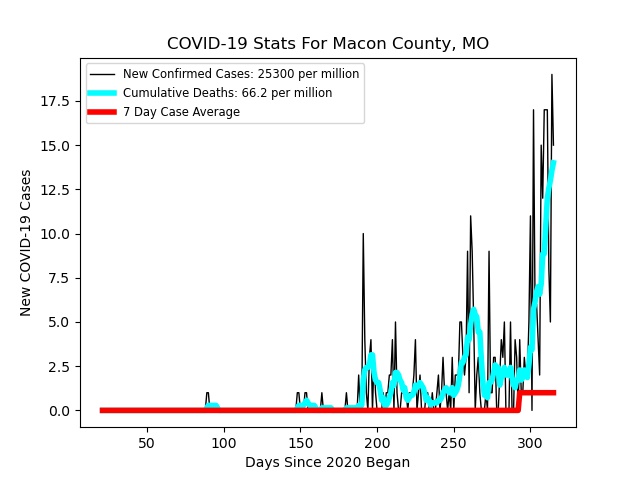 COVID-19 Stats For Macon County, MO
New Confirmed Cases: 25300 per million
Cumulative Deaths: 66.2 per million
7 Day Case Average
17.5
15.0
12.5
10.0
7.5
5.0
2.5
0.0
New COVID-19 Cases
50 100 150 200 250 300
Days Since 2020 Began